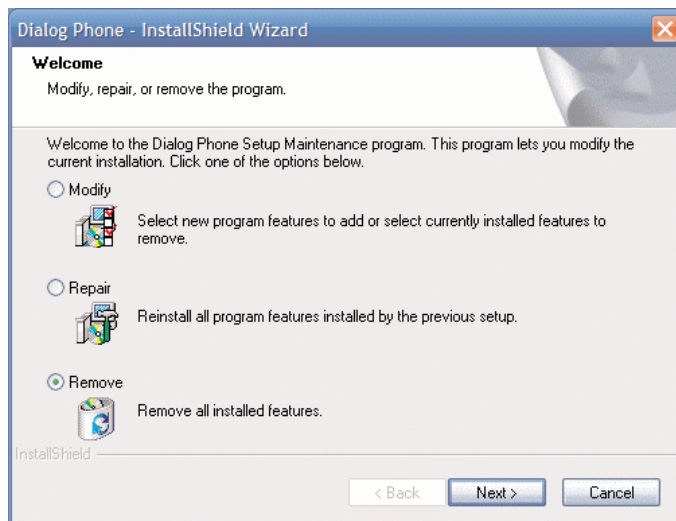 Dialog Phone - InstallShield Wizard
Welcome
Modify, repair, or remove the program.
Welcome to the Dialog Phone Setup Maintenance program. This program lets you modify the
current installation. Click one of the options below.
Modify
Select new program features to add or select currently installed features to
remove.
Repair
Reinstall all program features installed by the previous setup.
Remove
Remove all installed features.
InstallShield
< Back
Next >
Cancel